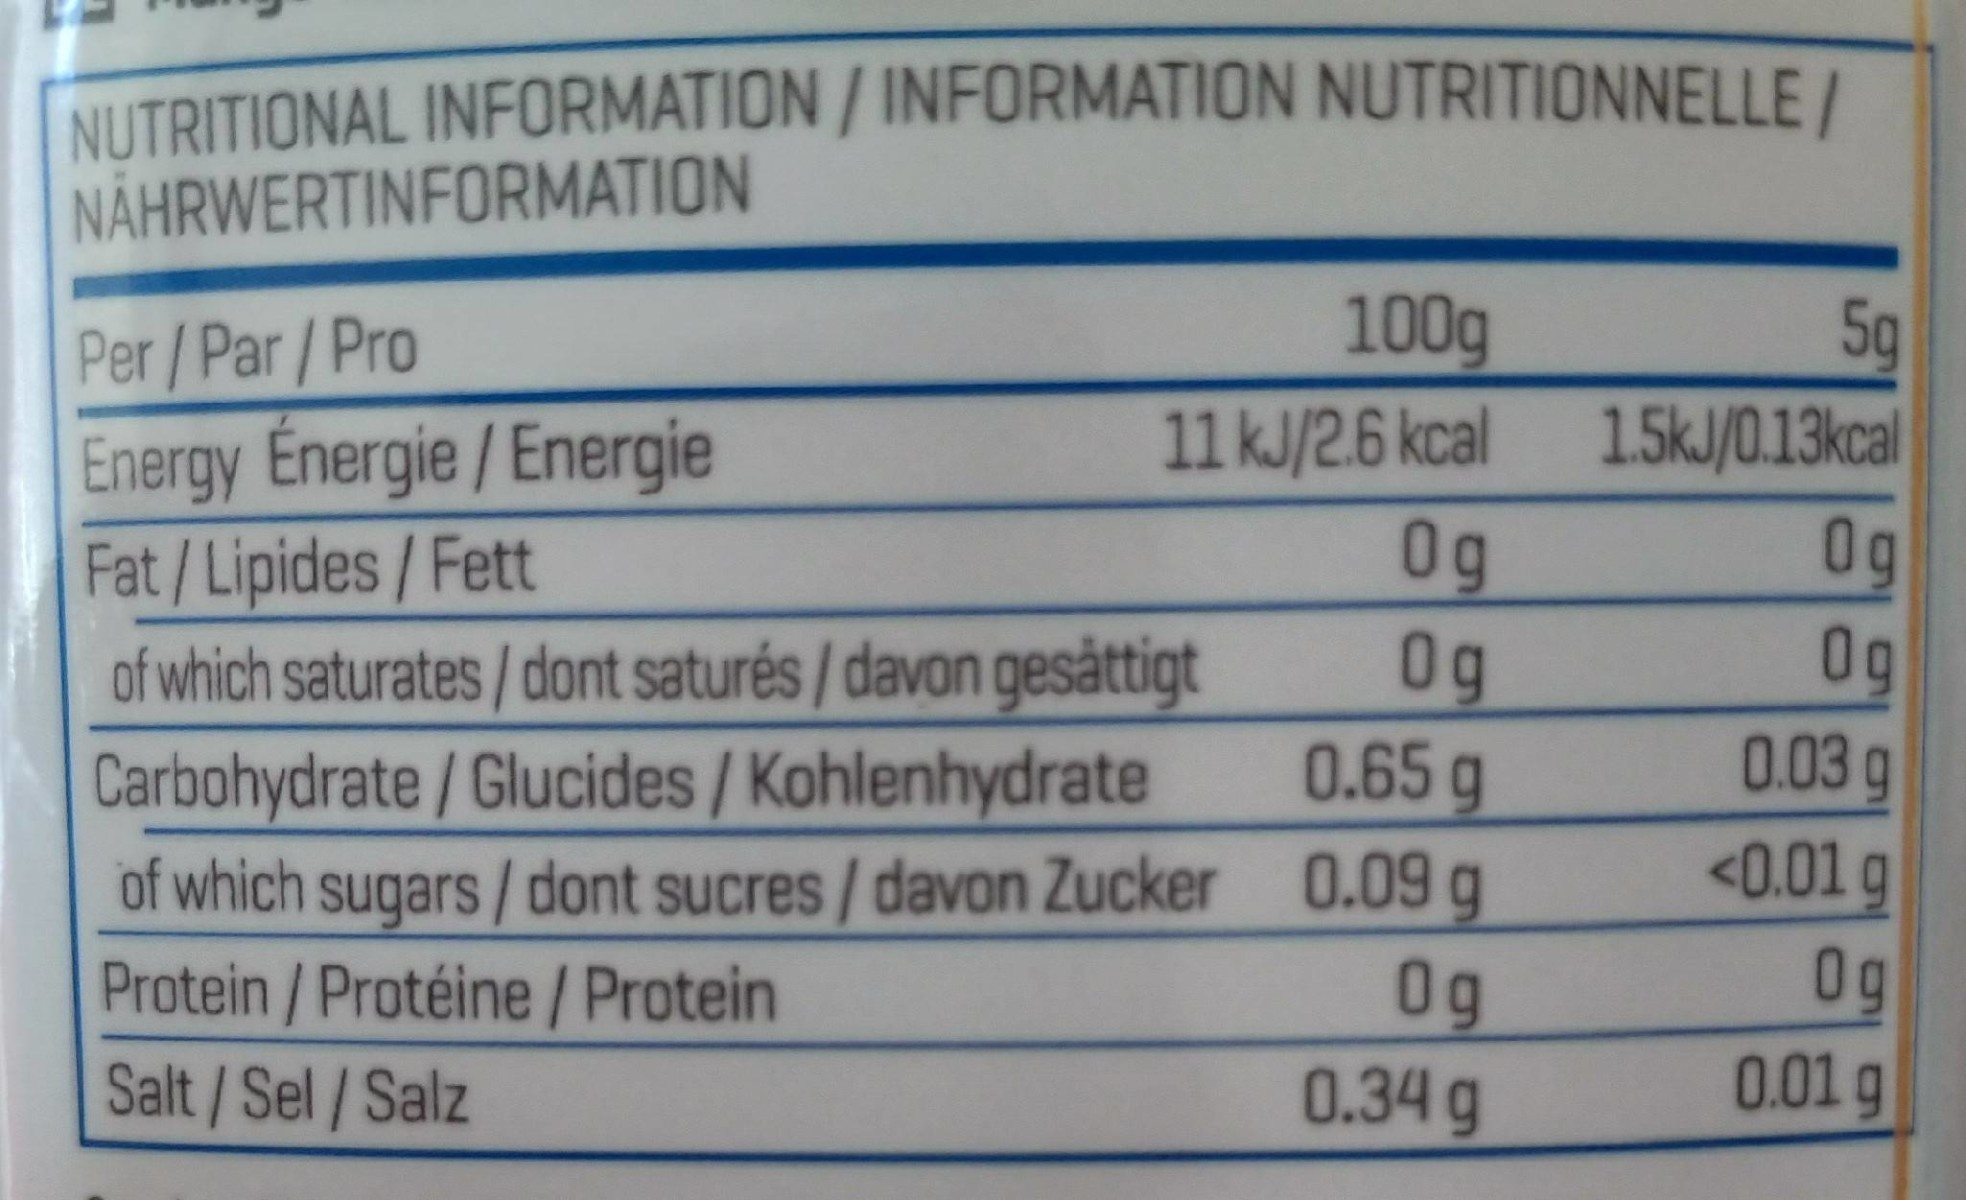 NUTRITIONAL INFORMATION / INFORMATION NUTRITIONNELLE /
NÄHRWERTINFORMATION
Per / Par / Pro 100g 5g
Energy Énergie / Energie 11 kJ/2.6 kcal 1.5kJ/0.13kcal
Fat / Lipides / Fett 0 g 0 g
of which saturates / dont saturés / davon gesättigt 0 g 0 g
Carbohydrate / Glucides / Kohlenhydrate 0.65 g 0.03 g
of which sugars / dont sucres / davon Zucker 0.09 g <0.01 g
Protein / Protéine / Protein 0 g 0 g
Salt / Sel / Salz 0.34 g 0.01 g